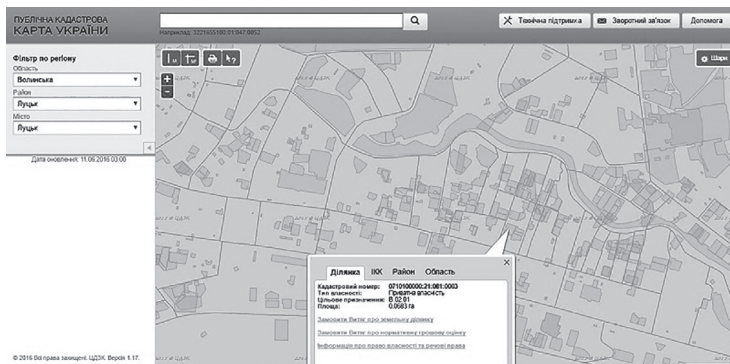 ПУБЛІЧНА КАДАСТРОВА
КАРТА УКРАЇНИ
Наприклад: 3221655100:01:047:0052
Технічна підтримка
Зворотний зв'язок
Допомога
Фільтр по регіону
Область
Волинська
Район
Луцьк
Місто
Луцьк
Дата оновлення: 11.06.2016 03:00
Шари
Ділянка ІКК Район Область
Кадастровий номер: 0710100000:21:081:0003
Тип власності: Приватна власність
Цільове призначення: В.02.01
Площа: 0.0683 га
Замовити Витяг про земельну ділянку
Замовити Витяг про нормативну грошову оцінку
Інформація про право власності та речові права
© 2016 Всі права захищені. ЦДЗК. Версія 1.17.